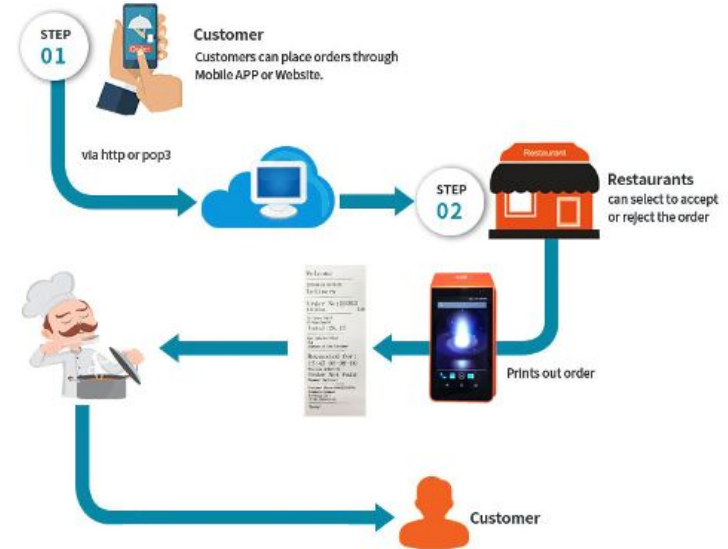 STEP
01
Order
Customer
Customers can place orders through
Mobile APP or Website.
via http or pop3
STEP
02
Restaurant
Restaurants
can select to accept
or reject the order
Welcome
Delivery
Prints out order
Customer